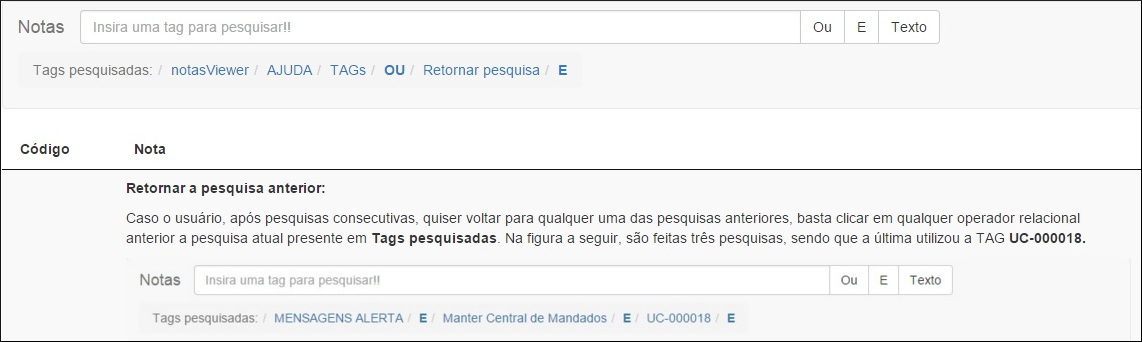 Notas Insira uma tag para pesquisar!! Ou E Texto
Tags pesquisadas: / notasViewer / AJUDA / TAGs / OU / Retornar pesquisa / E
Código Nota
Retornar a pesquisa anterior:
Caso o usuário, após pesquisas consecutivas, quiser voltar para qualquer uma das pesquisas anteriores, basta clicar em qualquer operador relacional
anterior a pesquisa atual presente em Tags pesquisadas. Na figura a seguir, são feitas três pesquisas, sendo que a última utilizou a TAG UC-000018.
Notas Insira uma tag para pesquisar!! Ou E Texto
Tags pesquisadas: / MENSAGENS ALERTA / E / Manter Central de Mandados / E / UC-000018 / E